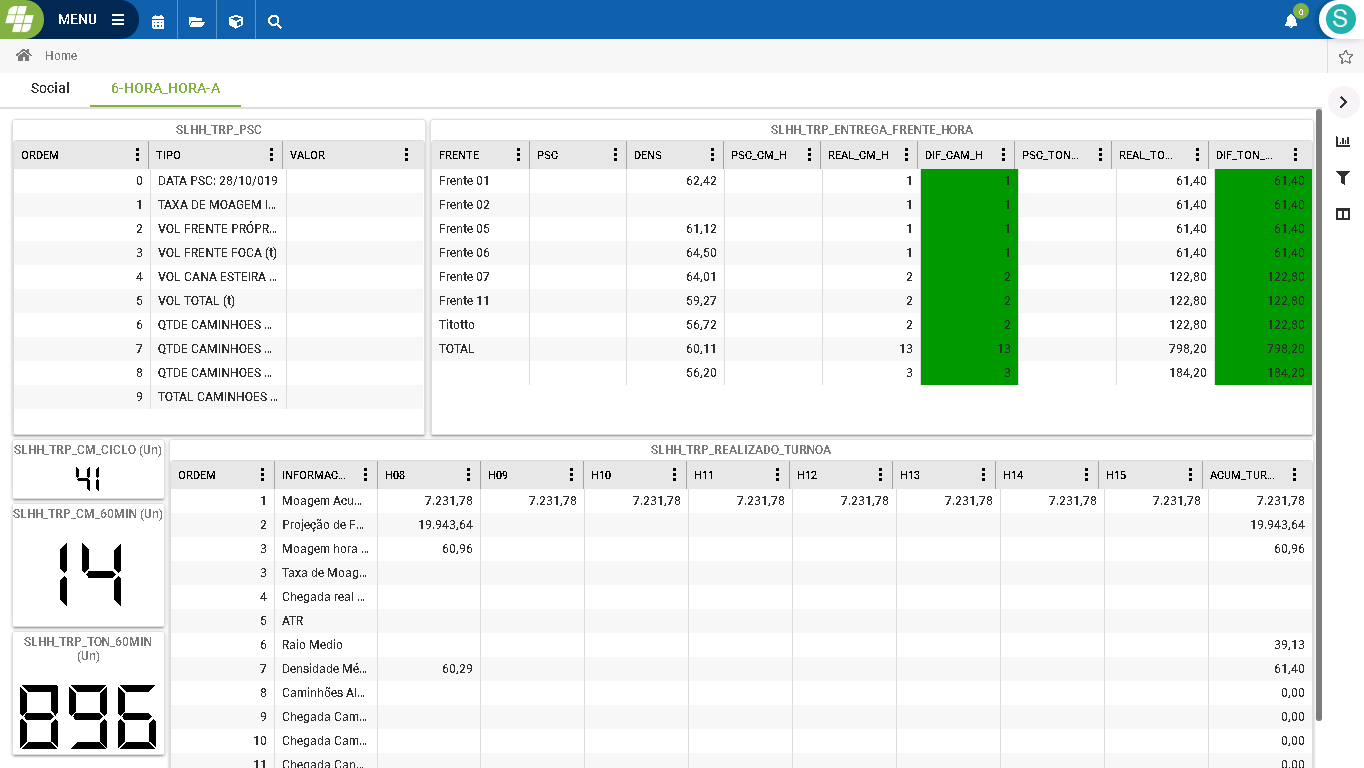 MENU
0
S
Home
Social 6-HORA_HORA-A
SLHH_TRP_PSC
ORDEM TIPO VALOR
0 DATA PSC: 28/10/019
1 TAXA DE MOAGEM I...
2 VOL FRENTE PRÓPR...
3 VOL FRENTE FOCA (t)
4 VOL CANA ESTEIRA ...
5 VOL TOTAL (t)
6 QTDE CAMINHOES ...
7 QTDE CAMINHOES ...
8 QTDE CAMINHOES ...
9 TOTAL CAMINHOES ...
SLHH_TRP_ENTREGA_FRENTE_HORA
FRENTE PSC DENS PSC_CM_H REAL_CM_H DIF_CAM_H PSC_TON... REAL_TO... DIF_TON_...
Frente 01 62,42 1 1 61,40 61,40
Frente 02 1 1 61,40 61,40
Frente 05 61,12 1 1 61,40 61,40
Frente 06 64,50 1 1 61,40 61,40
Frente 07 64,01 2 2 122,80 122,80
Frente 11 59,27 2 2 122,80 122,80
Titotto 56,72 2 2 122,80 122,80
TOTAL 60,11 13 13 798,20 798,20
56,20 3 3 184,20 184,20
SLHH_TRP_CM_CICLO (Un)
41
SLHH_TRP_CM_60MIN (Un)
14
SLHH_TRP_TON_60MIN
(Un)
896
SLHH_TRP_REALIZADO_TURNOA
ORDEM INFORMAC... H08 H09 H10 H11 H12 H13 H14 H15 ACUM_TUR...
1 Moagem Acu... 7.231,78 7.231,78 7.231,78 7.231,78 7.231,78 7.231,78 7.231,78 7.231,78 7.231,78
2 Projeção de F... 19.943,64 19.943,64
3 Moagem hora ... 60,96 60,96
3 Taxa de Moag...
4 Chegada real ...
5 ATR
6 Raio Medio 39,13
7 Densidade Mé... 60,29 61,40
8 Caminhões Al... 0,00
9 Chegada Cam... 0,00
10 Chegada Cam... 0,00
11 Chegada Can... 0,00